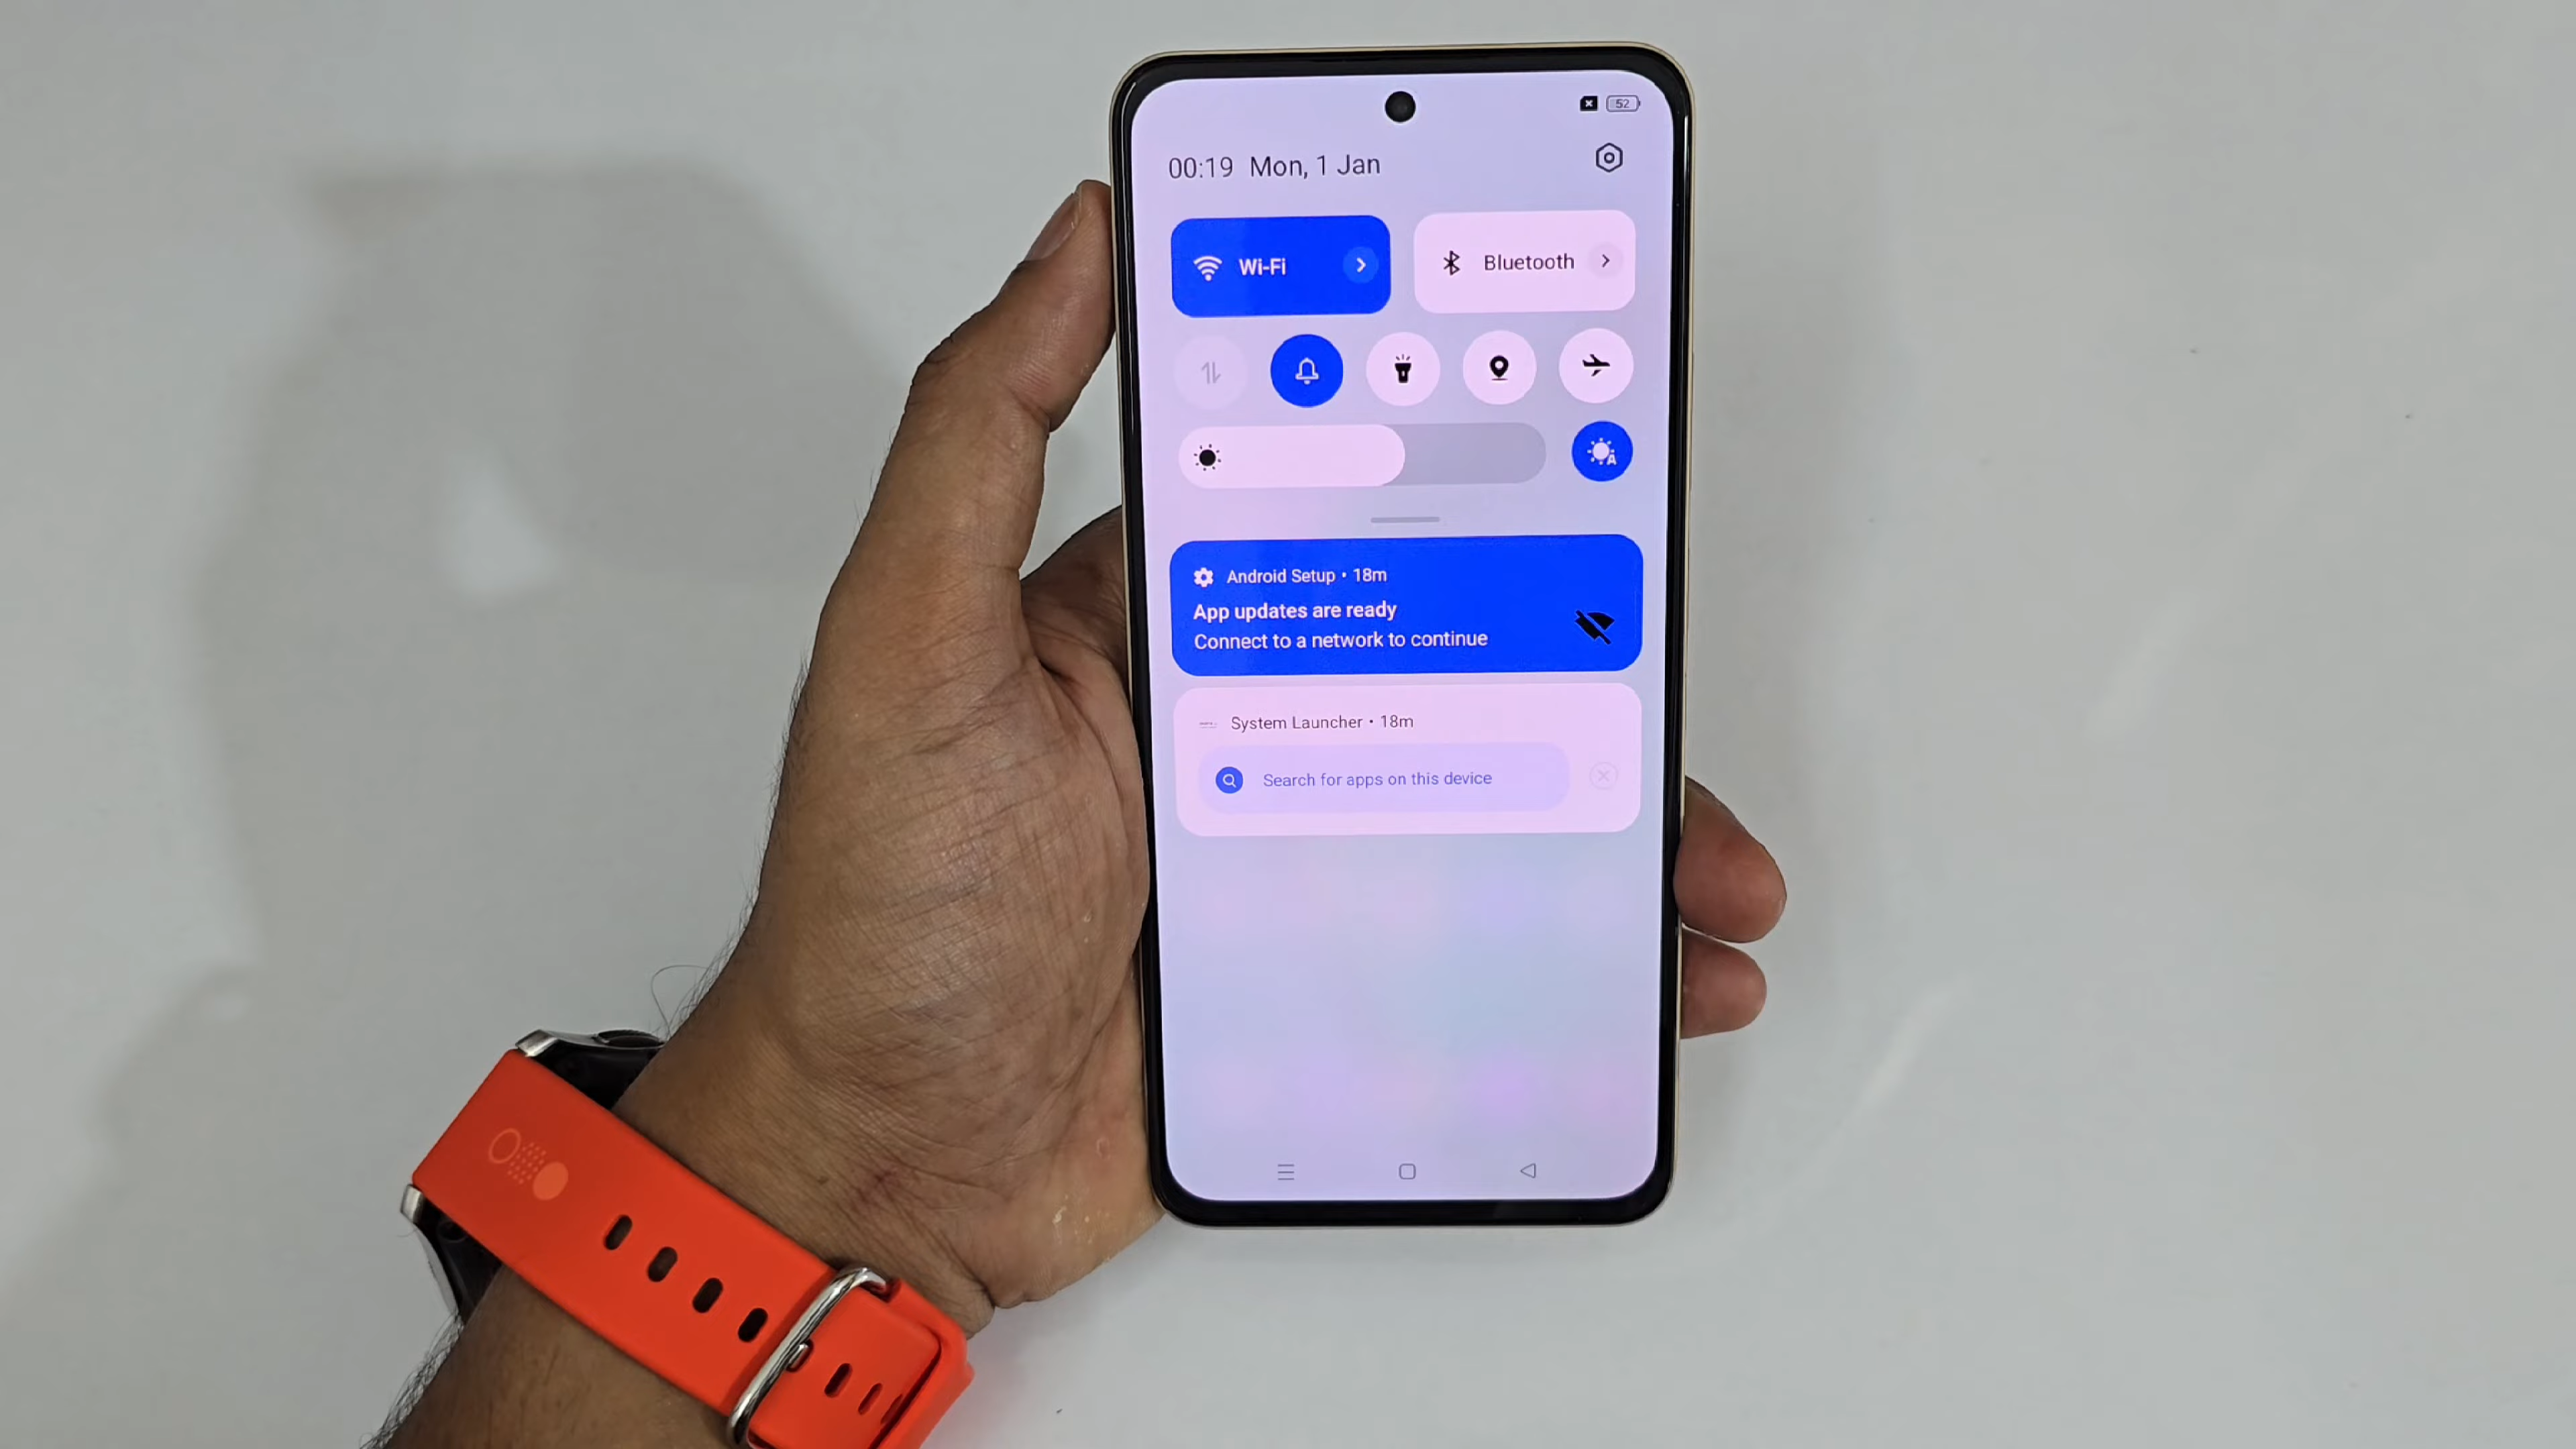 52
00:19 Mon, 1 Jan
Wi-Fi
Bluetooth
A
Android Setup • 18m
App updates are ready
Connect to a network to continue
System Launcher • 18m
Search for apps on this device